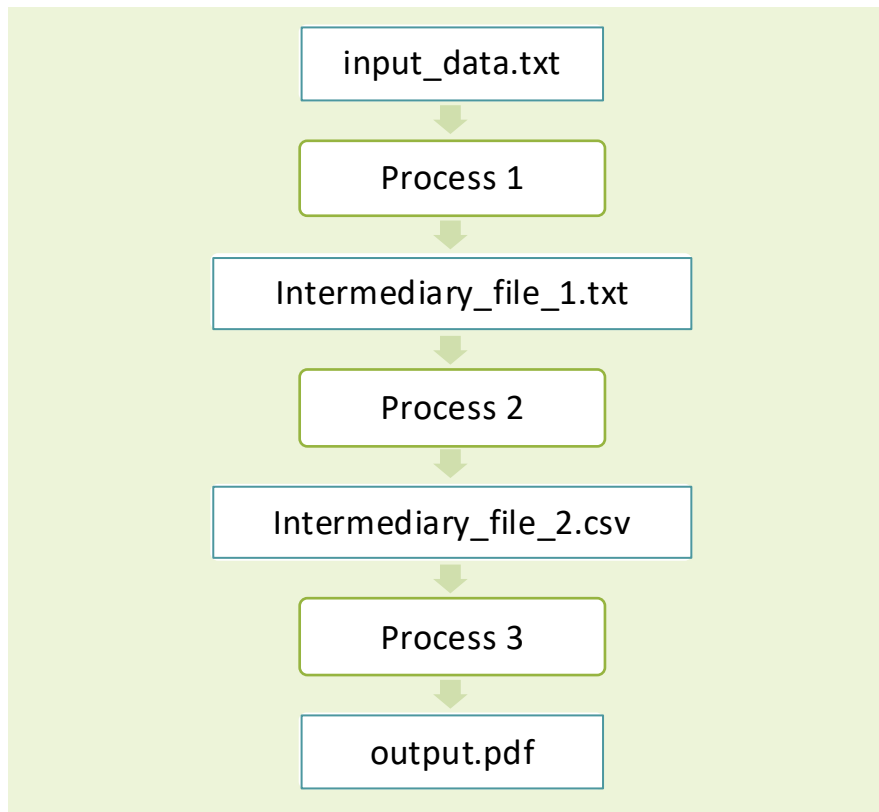 input_data.txt
Process 1
Intermediary_file_1.txt
Process 2
Intermediary_file_2.csv
Process 3
output.pdf